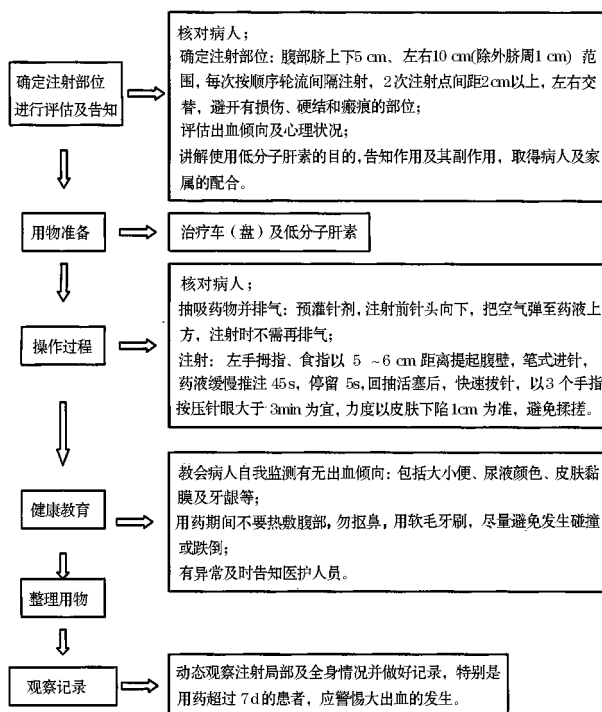 确定注射部位
进行评估及告知
核对病人；
确定注射部位：腹部脐上下5 cm、左右10 cm(除外脐周1 cm) 范
围，每次按顺序轮流间隔注射，2次注射点间距2cm以上，左右交
替，避开有损伤、硬结和瘢痕的部位；
评估出血倾向及心理状况；
讲解使用低分子肝素的目的，告知作用及其副作用，取得病人及家
属的配合。
用物准备
治疗车（盘）及低分子肝素
操作过程
核对病人；
抽吸药物并排气：预灌针剂，注射前针头向下，把空气弹至药液上
方，注射时不需再排气；
注射：左手拇指、食指以 5 ~6 cm 距离提起腹壁，笔式进针，
药液缓慢推注 45s，停留 5s,回抽活塞后，快速拔针，以3 个手指
按压针眼大于 3min 为宜，力度以皮肤下陷1cm 为准，避免揉搓。
健康教育
教会病人自我监测有无出血倾向：包括大小便、尿液颜色、皮肤黏
膜及牙龈等；
用药期间不要热敷腹部，勿抠鼻，用软毛牙刷，尽量避免发生碰撞
或跌倒；
有异常及时告知医护人员。
整理用物
观察记录
动态观察注射局部及全身情况并做好记录，特别是
用药超过 7d 的患者，应警惕大出血的发生。